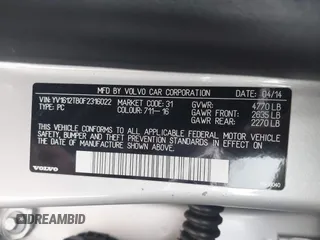 MFD. BY VOLVO CAR CORPORATION DATE: 04/14
VIN: YV1612TB0F2316022 MARKET CODE: 31 GVWR: 4770 LB
TYPE: PC COLOUR: 711-16 GAWR FRONT: 2635 LB
GAWR REAR: 2270 LB
THIS VEHICLE CONFORMS TO ALL APPLICABLE FEDERAL MOTOR VEHICLE
SAFETY, BUMPER AND THEFT PREVENTION STANDARDS IN EFFECT ON THE
DATE OF MANUFACTURE SHOWN ABOVE.
VOLVO
DREAMBID